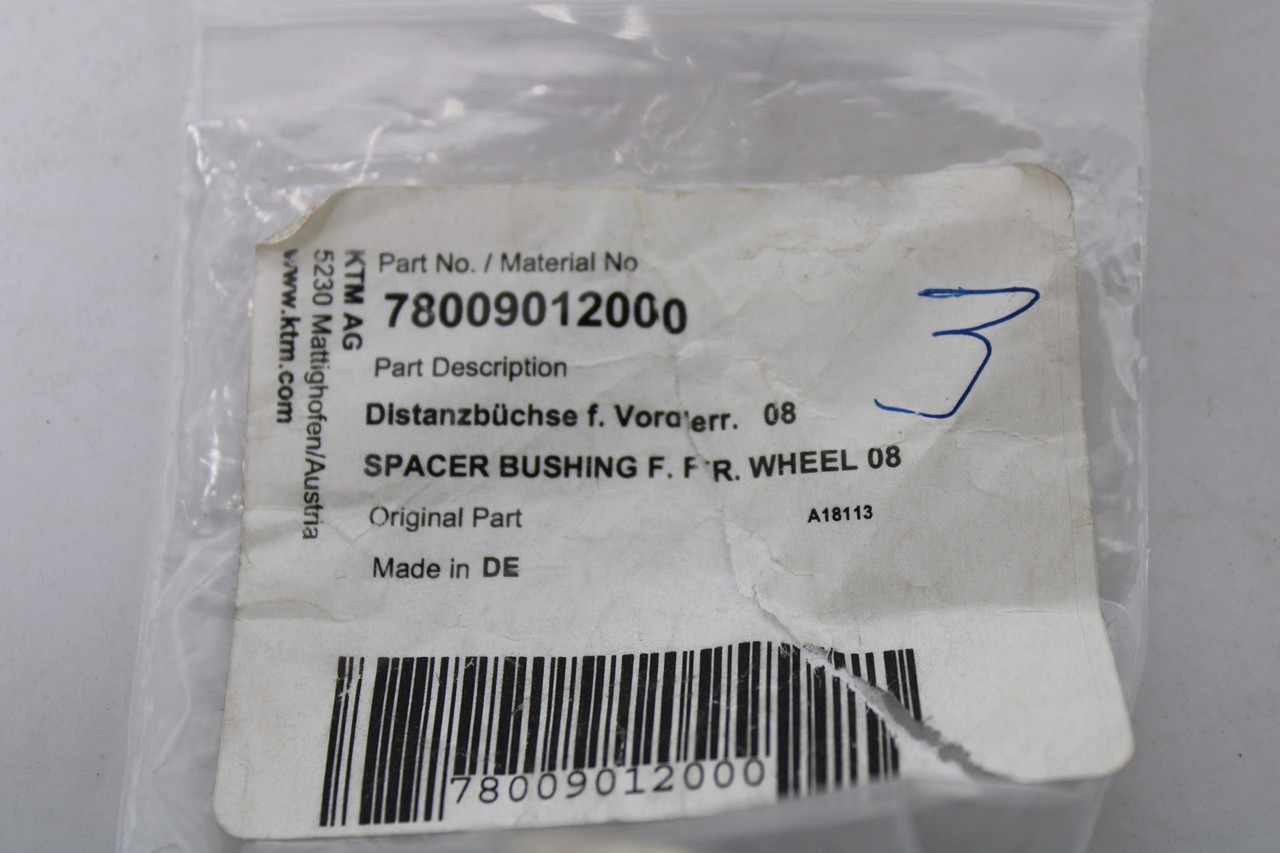 KTM AG
5230 Mattighofen/Austria
www.ktm.com
Part No. / Material No
78009012000
3
Part Description
Distanzbüchse f. Vorderr. 08
SPACER BUSHING F. FR. WHEEL 08
Original Part A18113
Made in DE
78009012000